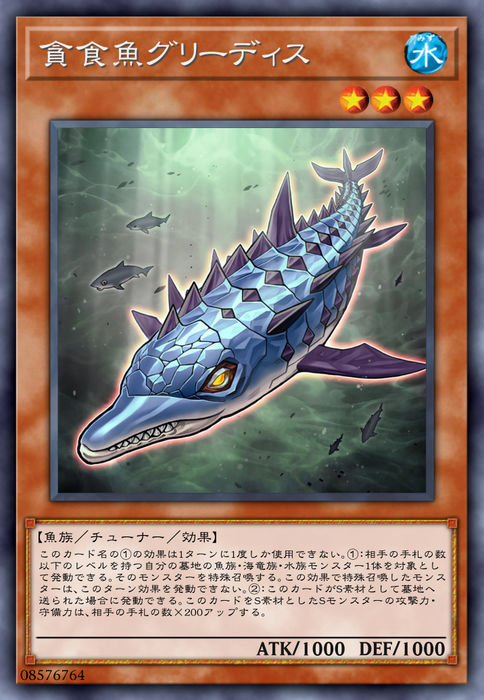 貪食魚グリーディス
みず
水
【魚族／チューナー／効果】
このカード名の①の効果は1ターンに1度しか使用できない。①：相手の手札の数
以下のレベルを持つ自分の墓地の魚族・海竜族・水族モンスター1体を対象とし
て発動できる。そのモンスターを特殊召喚する。この効果で特殊召喚したモンス
ターは、このターン効果を発動できない。②：このカードがS素材として墓地へ
送られた場合に発動できる。このカードをS素材としたSモンスターの攻撃力・
守備力は、相手の手札の数×200アップする。
ATK/1000 DEF/1000
08576764